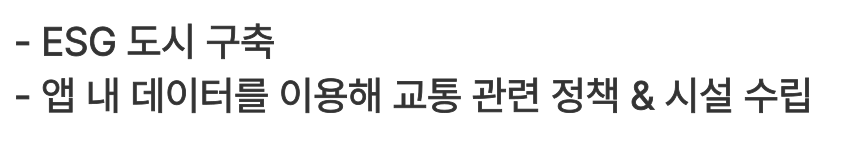 - ESG 도시 구축
- 앱 내 데이터를 이용해 교통 관련 정책 & 시설 수립